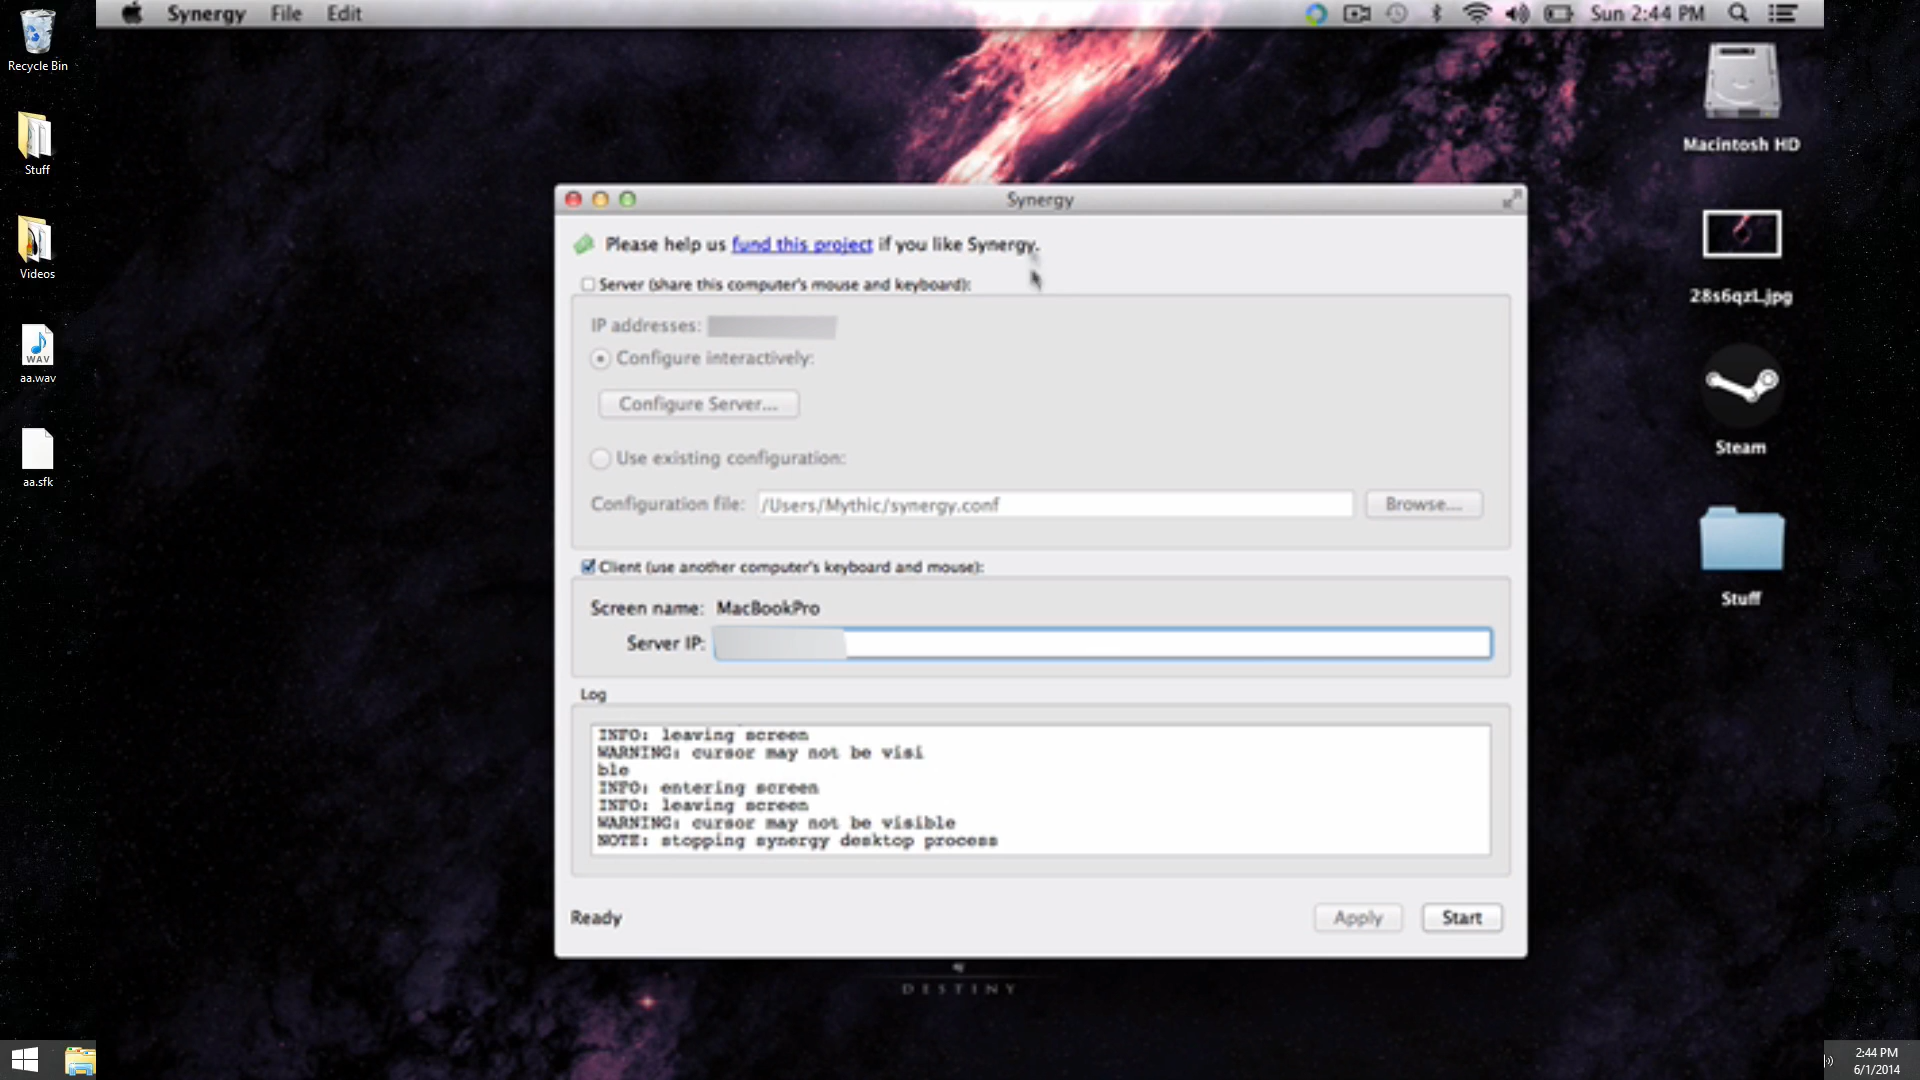 Synergy File Edit
Sun 2:44 PM
Recycle Bin
Stuff
Videos
WAV
aa.wav
aa.sfk
Macintosh HD
28s6qzL.jpg
Steam
Stuff
Synergy
Please help us fund this project if you like Synergy.
Server (share this computer's mouse and keyboard):
IP addresses:
Configure interactively:
Configure Server...
Use existing configuration:
Configuration file: /Users/Mythic/synergy.conf Browse...
Client (use another computer's keyboard and mouse):
Screen name: MacBookPro
Server IP:
Log
INFO: leaving screen
WARNING: cursor may not be visi
ble
INFO: entering screen
INFO: leaving screen
WARNING: cursor may not be visible
NOTE: stopping synergy desktop process
Ready Apply Start
DESTINY
2:44 PM
6/1/2014